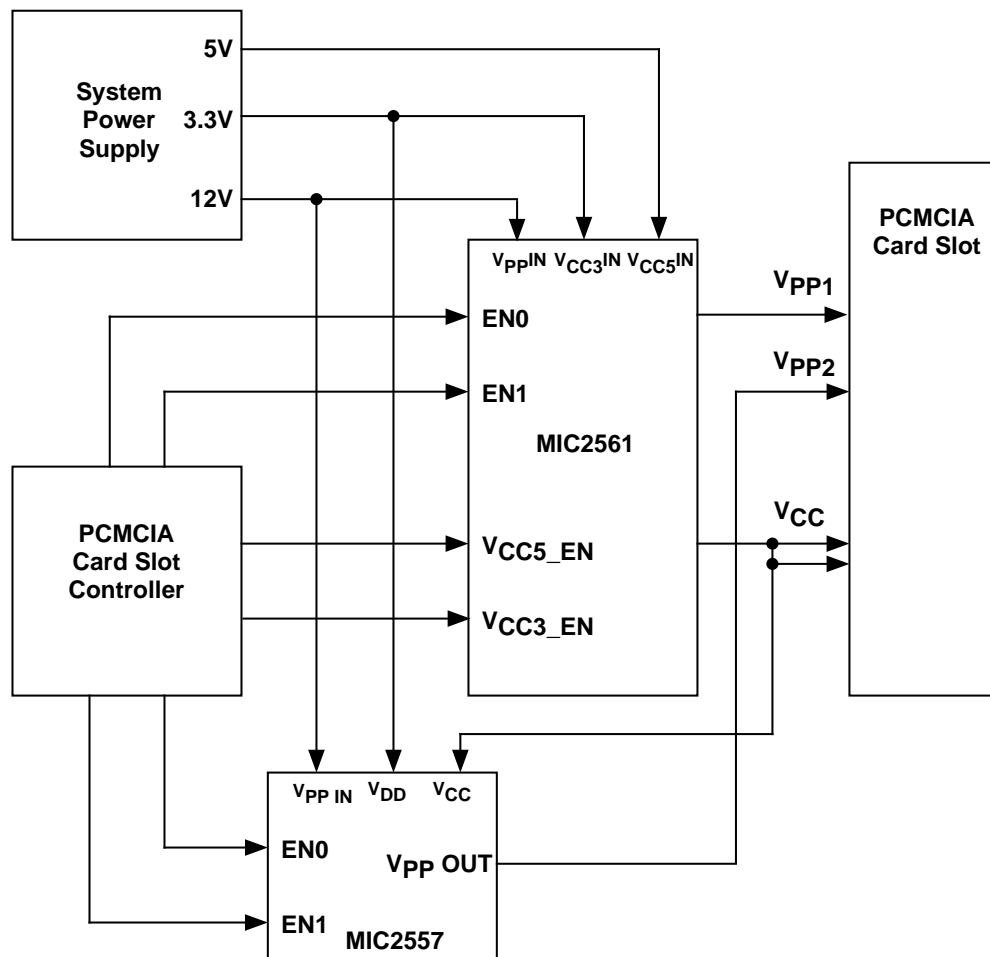 5V
System
Power
Supply
3.3V
12V
PCMCIA
Card Slot
VPPIN VCC3IN VCC5IN
VPP1
EN0
VPP2
EN1
MIC2561
VCC
PCMCIA
Card Slot
Controller
VCC5_EN
VCC3_EN
VPP IN VDD VCC
EN0
VPP OUT
EN1
MIC2557